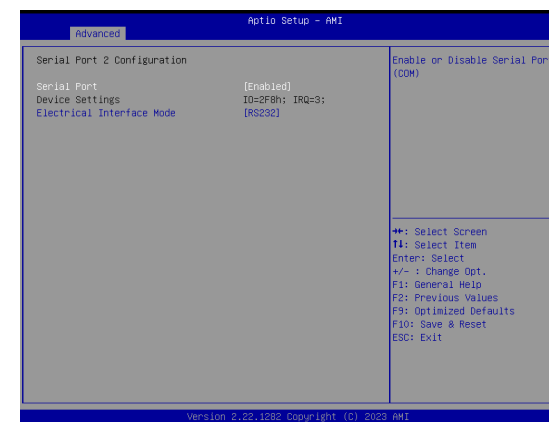 Aptio Setup - AMI
Advanced
Serial Port 2 Configuration
Serial Port [Enabled]
Device Settings IO=2F8h; IRQ=3;
Electrical Interface Mode [RS232]
Enable or Disable Serial Por
(COM)
→←: Select Screen
↑↓: Select Item
Enter: Select
+/- : Change Opt.
F1: General Help
F2: Previous Values
F9: Optimized Defaults
F10: Save & Reset
ESC: Exit
Version 2.22.1282 Copyright (C) 2023 AMI